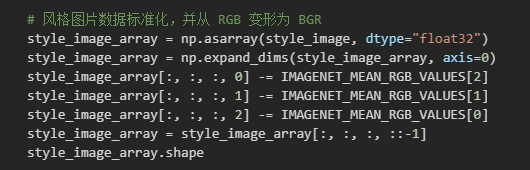 # 风格图片数据标准化，并从 RGB 变形为 BGR
style_image_array = np.asarray(style_image, dtype="float32")
style_image_array = np.expand_dims(style_image_array, axis=0)
style_image_array[:, :, :, 0] -= IMAGENET_MEAN_RGB_VALUES[2]
style_image_array[:, :, :, 1] -= IMAGENET_MEAN_RGB_VALUES[1]
style_image_array[:, :, :, 2] -= IMAGENET_MEAN_RGB_VALUES[0]
style_image_array = style_image_array[:, :, :, ::-1]
style_image_array.shape